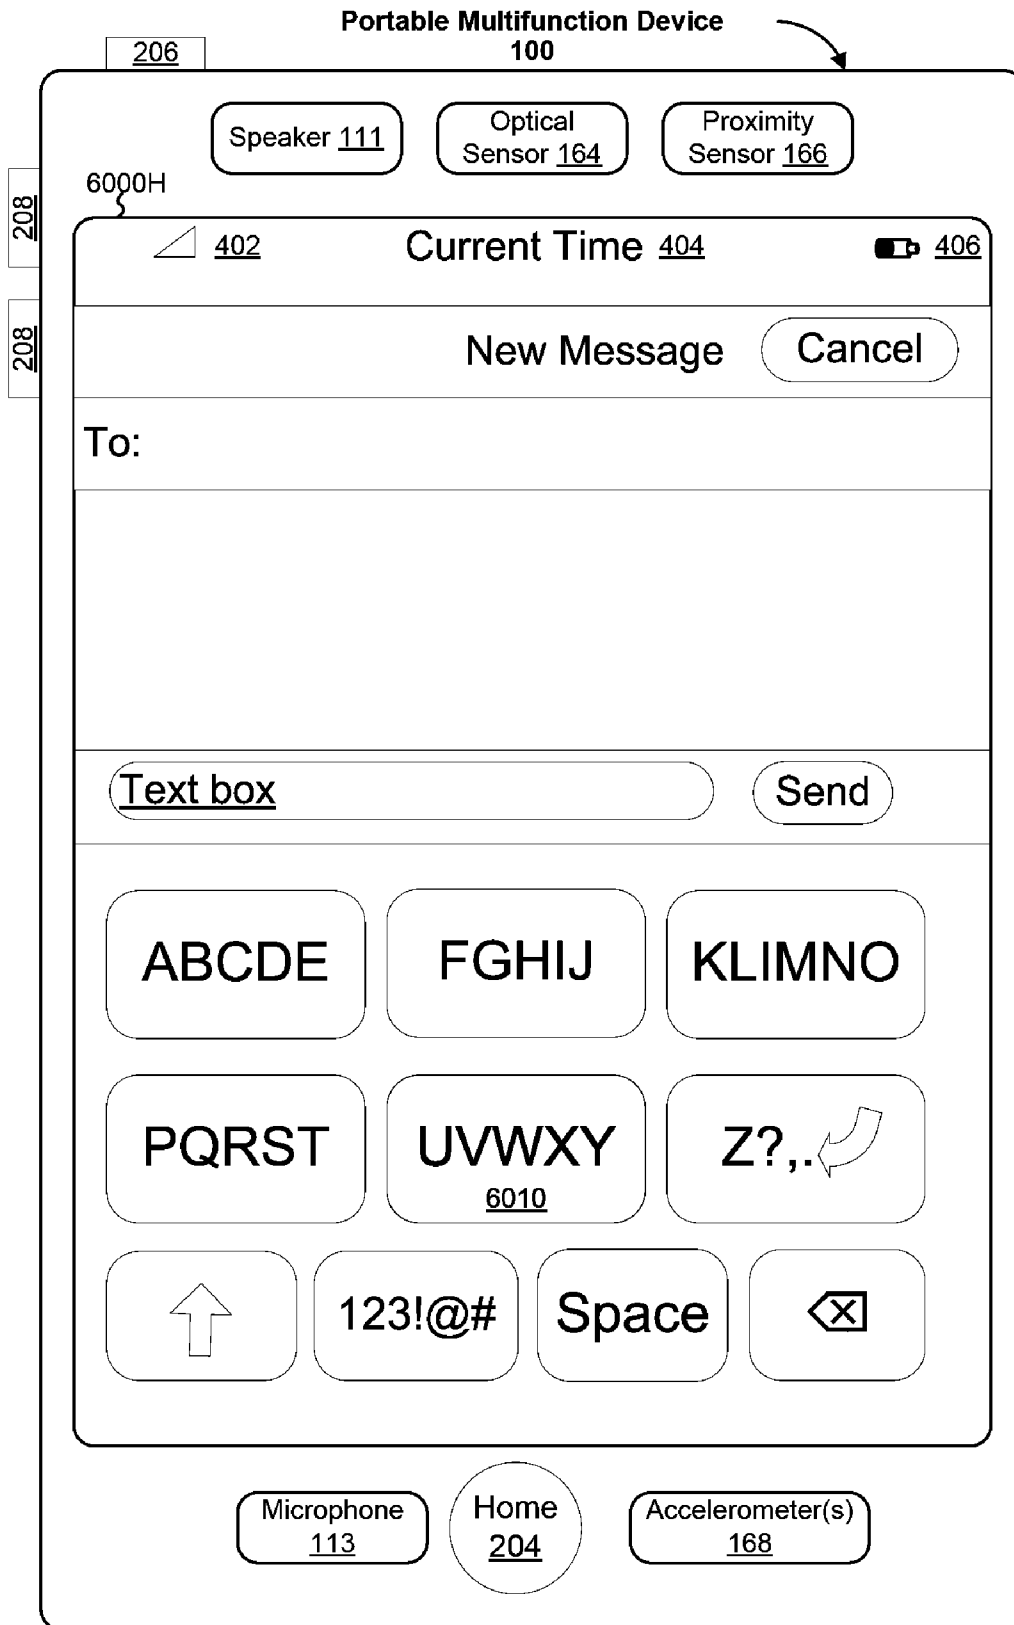 Portable Multifunction Device
100
206
Speaker 111
Optical
Sensor 164
Proximity
Sensor 166
208
6000H
402
Current Time 404
406
208
New Message
Cancel
To:
Text box
Send
ABCDE
FGHIJ
KLIMNO
PQRST
UVWXY
6010
Z?,.
123!@#
Space
Microphone
113
Home
204
Accelerometer(s)
168